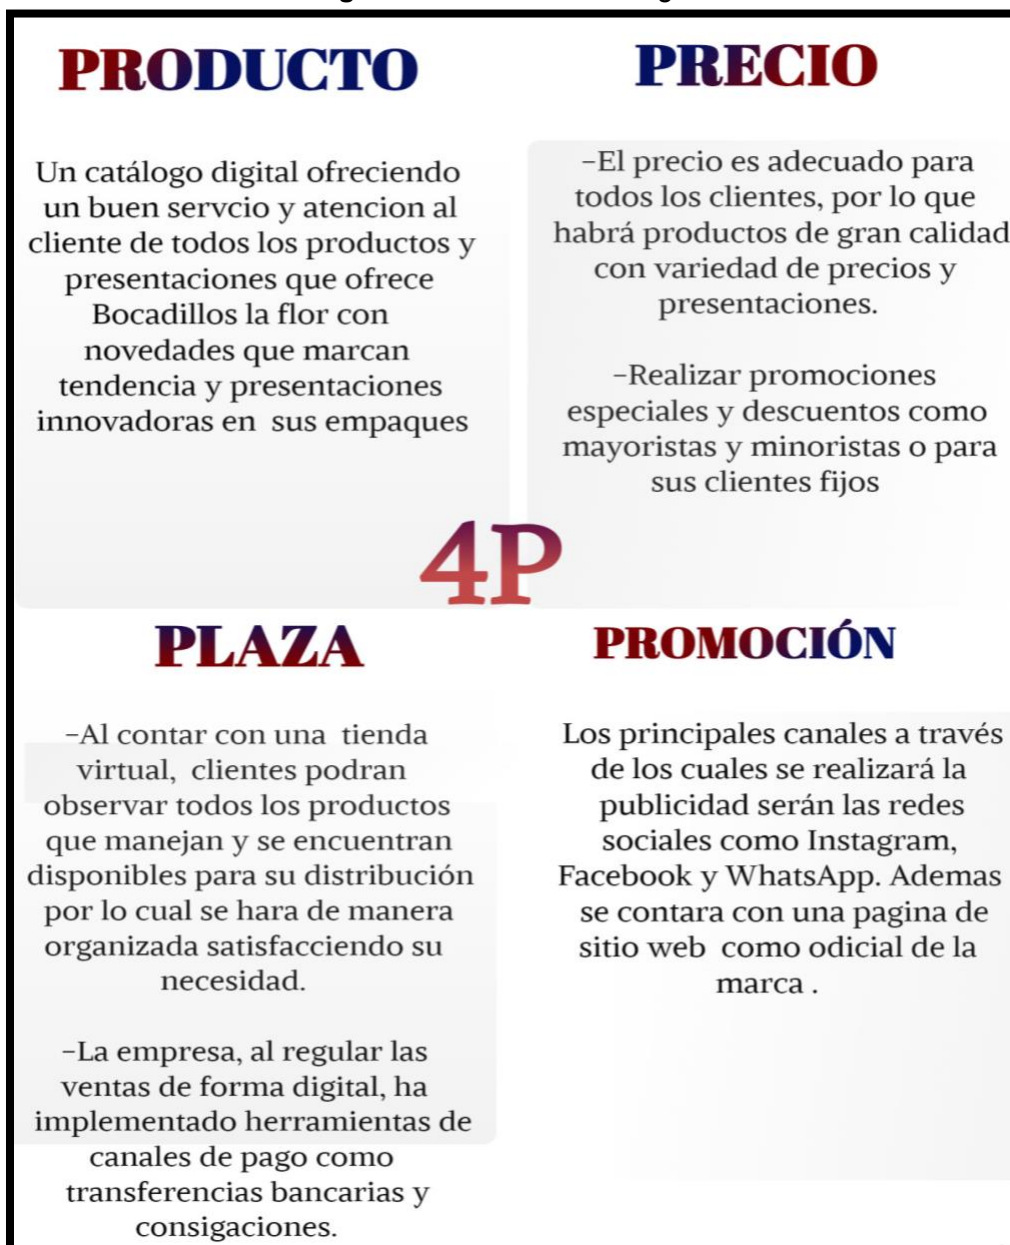 PRODUCTO
Un catálogo digital ofreciendo
un buen servcio y atencion al
cliente de todos los productos y
presentaciones que ofrece
Bocadillos la flor con
novedades que marcan
tendencia y presentaciones
innovadoras en sus empaques
PRECIO
-El precio es adecuado para
todos los clientes, por lo que
habrá productos de gran calidad
con variedad de precios y
presentaciones.
-Realizar promociones
especiales y descuentos como
mayoristas y minoristas o para
sus clientes fijos
4P
PLAZA
-Al contar con una tienda
virtual, clientes podran
observar todos los productos
que manejan y se encuentran
disponibles para su distribución
por lo cual se hara de manera
organizada satisfacciendo su
necesidad.
-La empresa, al regular las
ventas de forma digital, ha
implementado herramientas de
canales de pago como
transferencias bancarias y
consigaciones.
PROMOCIÓN
Los principales canales a través
de los cuales se realizará la
publicidad serán las redes
sociales como Instagram,
Facebook y WhatsApp. Ademas
se contara con una pagina de
sitio web como odicial de la
marca .